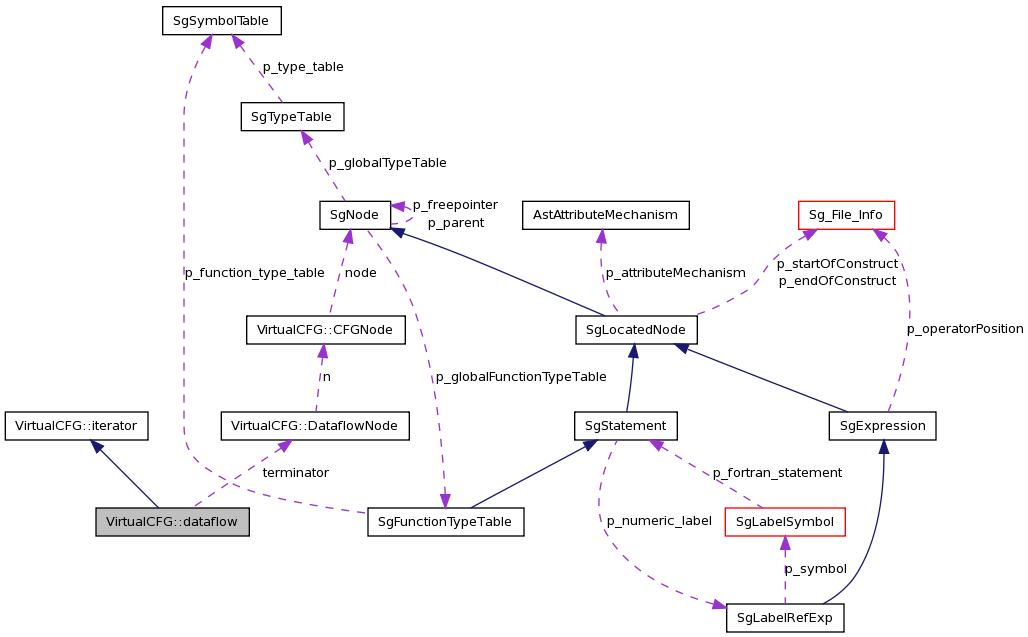 SgSymbolTable
p_type_table
SgTypeTable
p_globalTypeTable
SgNode
p_freepointer
p_parent
AstAttributeMechanism
Sg_File_Info
p_function_type_table
node
p_attributeMechanism
p_startOfConstruct
p_endOfConstruct
VirtualCFG::CFGNode
SgLocatedNode
p_operatorPosition
n
p_globalFunctionTypeTable
VirtualCFG::iterator
VirtualCFG::DataflowNode
SgStatement
SgExpression
terminator
p_fortran_statement
VirtualCFG::dataflow
SgFunctionTypeTable
p_numeric_label
SgLabelSymbol
p_symbol
SgLabelRefExp